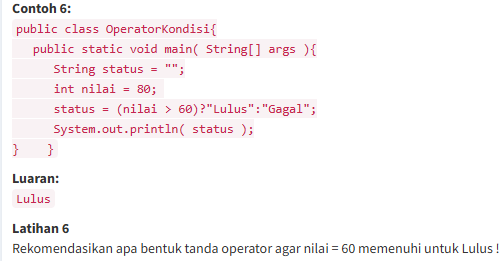 Contoh 6:
public class OperatorKondisi{
public static void main( String[] args ){
String status = "";
int nilai = 80;
status = (nilai > 60)?"Lulus":"Gagal";
System.out.println( status );
} }
Luaran:
Lulus
Latihan 6
Rekomendasikan apa bentuk tanda operator agar nilai = 60 memenuhi untuk Lulus !